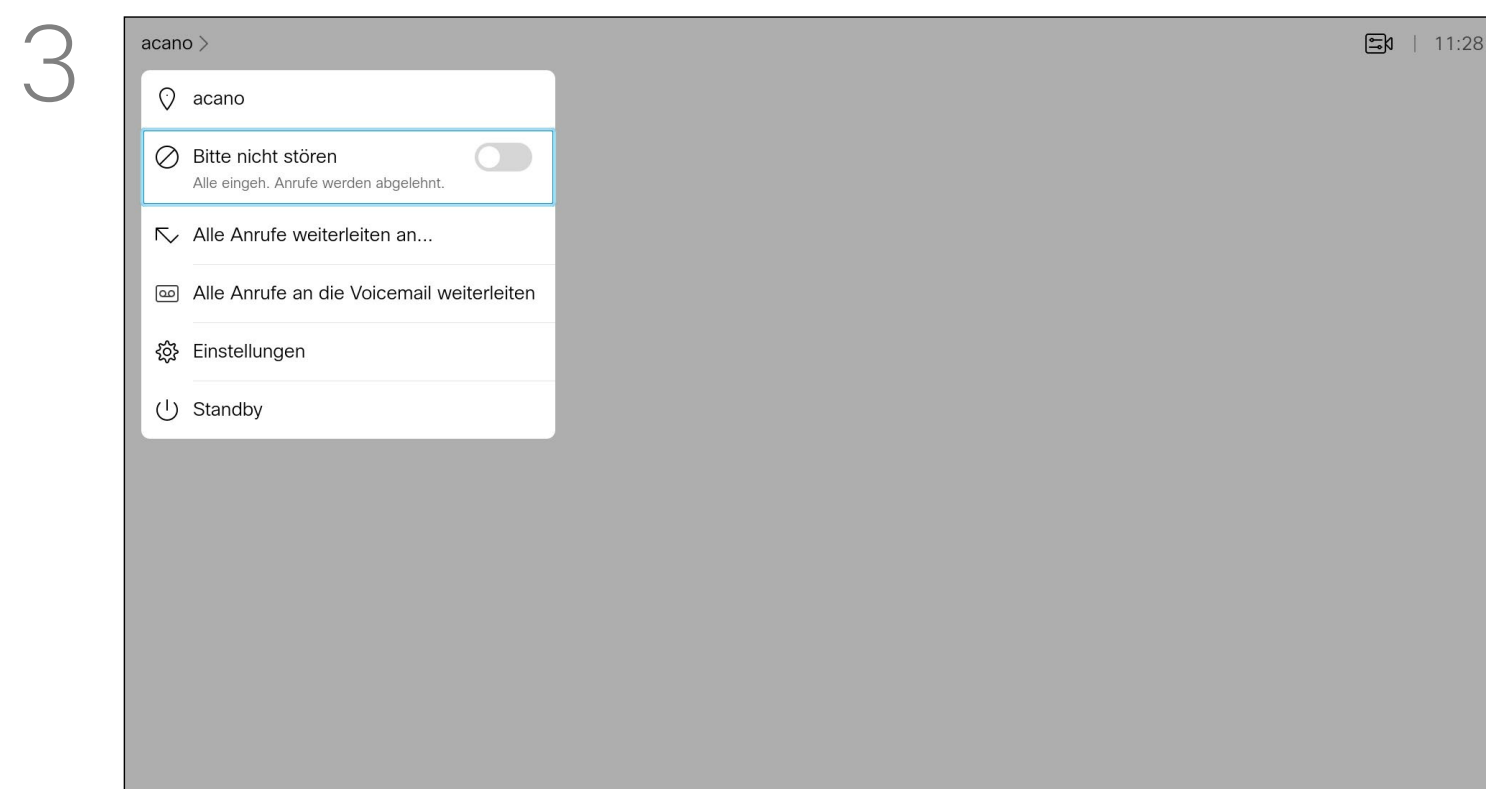 3
acano
11:28
acano
Bitte nicht stören
Alle eingeh. Anrufe werden abgelehnt.
Alle Anrufe weiterleiten an...
Alle Anrufe an die Voicemail weiterleiten
Einstellungen
Standby